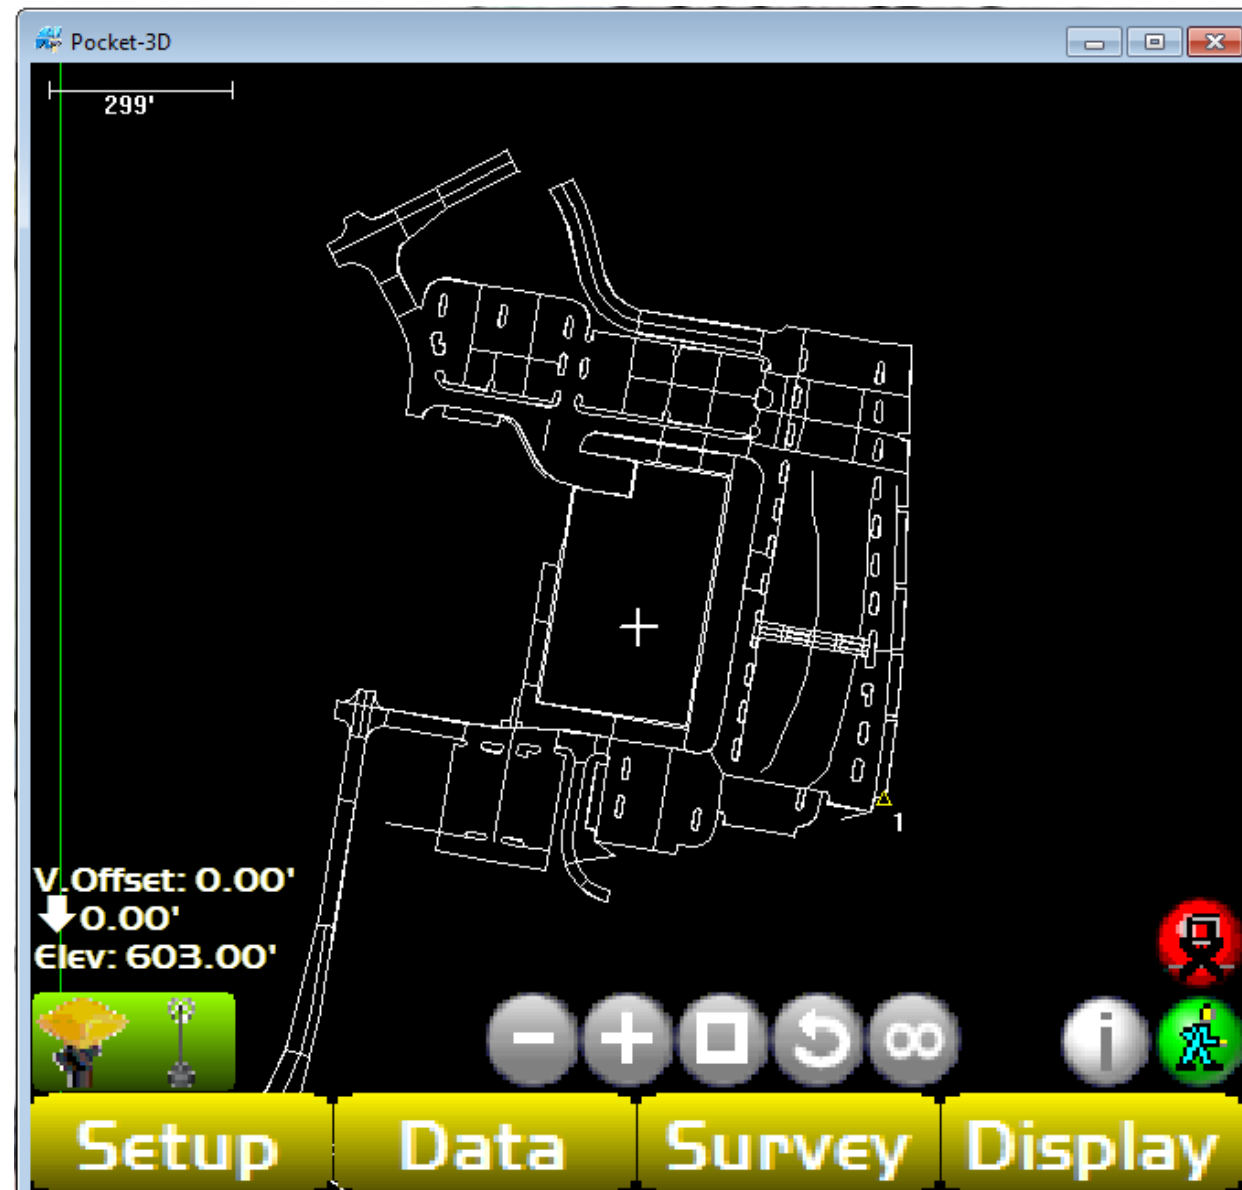 Pocket-3D
299'
1
V.Offset: 0.00'
0.00'
Elev: 603.00'
Setup
Data
Survey
Display